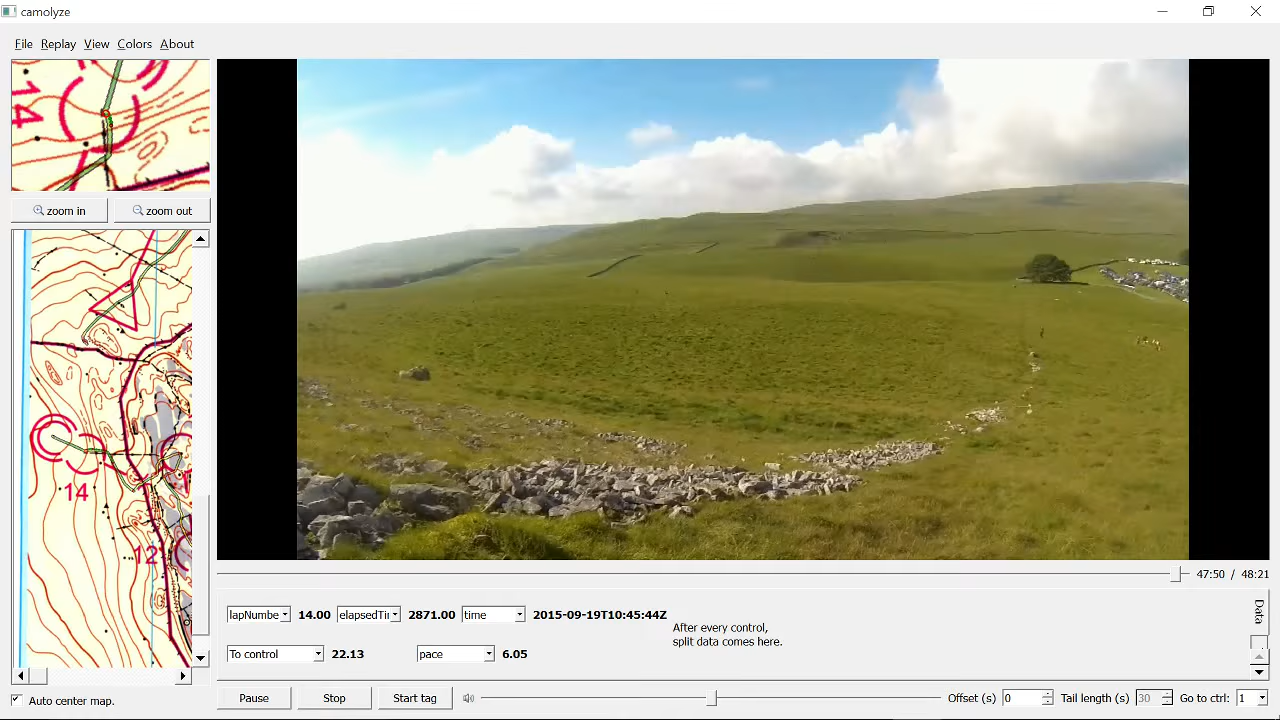 camolyze
File Replay View Colors About
14
zoom in zoom out
14
12
47:50 / 48:21
lapNumbe 14.00 elapsedTi 2871.00 time 2015-09-19T10:45:44Z
After every control,
split data comes here.
To control 22.13 pace 6.05
Data
Auto center map.
Pause Stop Start tag Offset (s) 0 Tail length (s) 30 Go to ctrl: 1